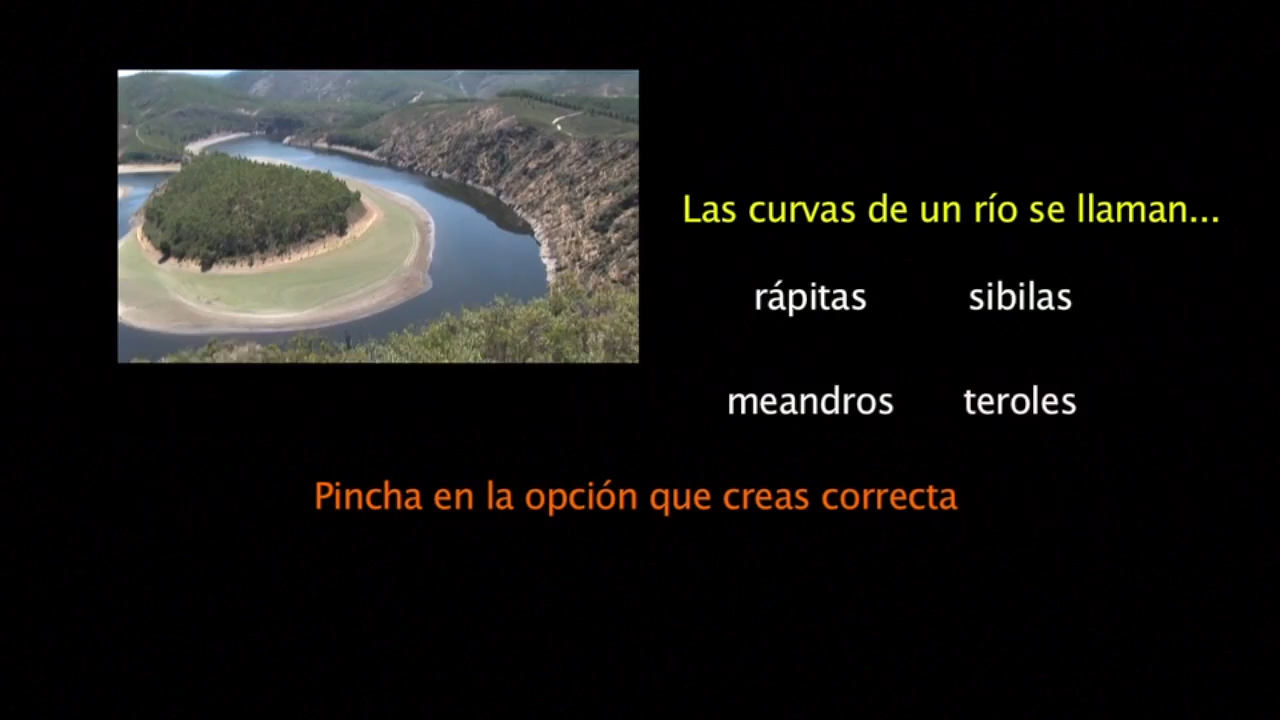 Las curvas de un río se llaman...
rápitas sibilas
meandros teroles
Pincha en la opción que creas correcta